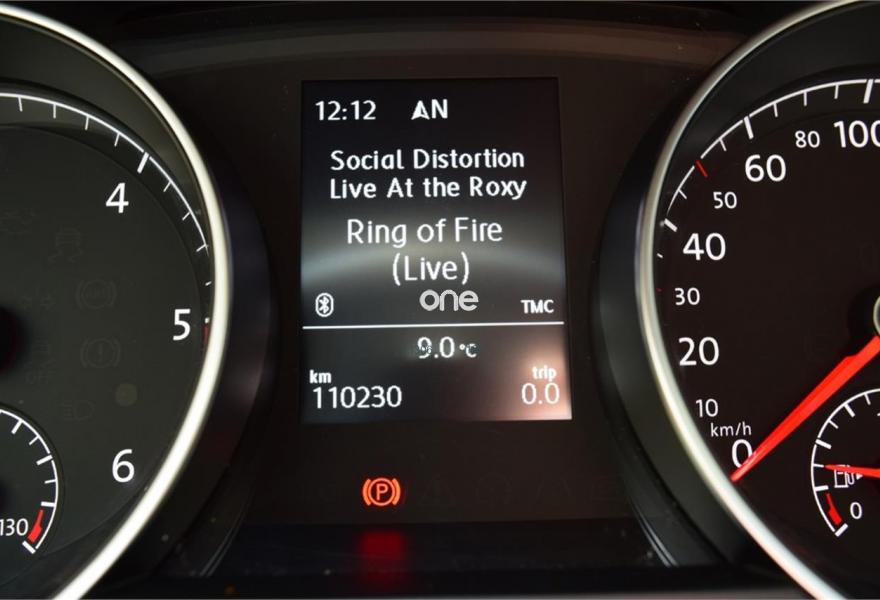 12:12 N
Social Distortion
Live At the Roxy
Ring of Fire
(Live)
one
TMC
9.0 °C
km
110230
trip
0.0
(P)
4
5
6
130
100
80
60
50
40
30
20
10
km/h
0
0